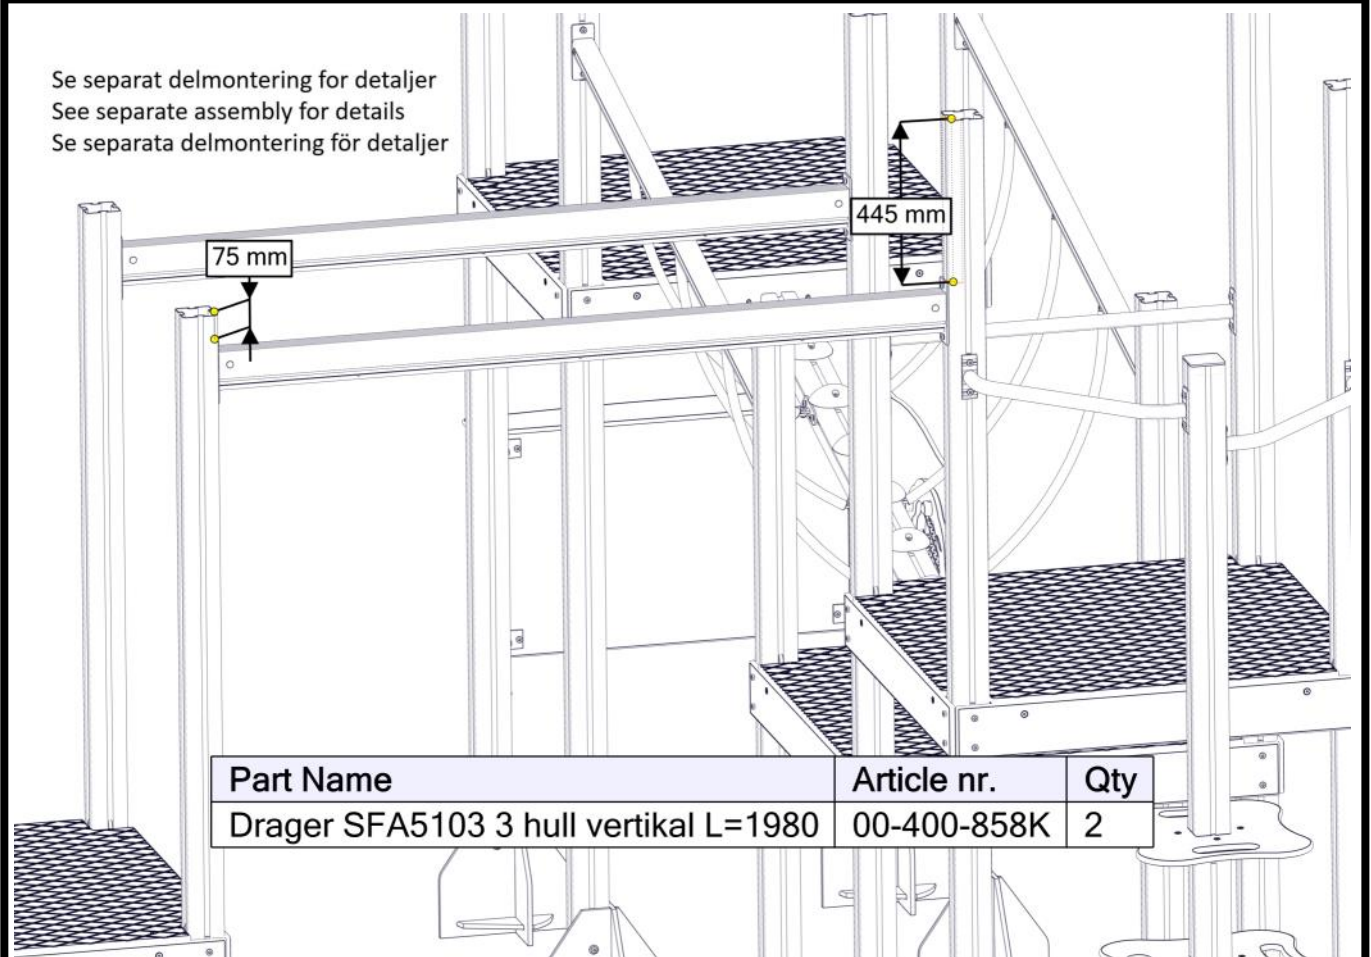 Se separat delmontering for detaljer
See separate assembly for details
Se separata delmontering för detaljer
445 mm
75 mm
Part Name Article nr. Qty
Drager SFA5103 3 hull vertikal L=1980 00-400-858K 2